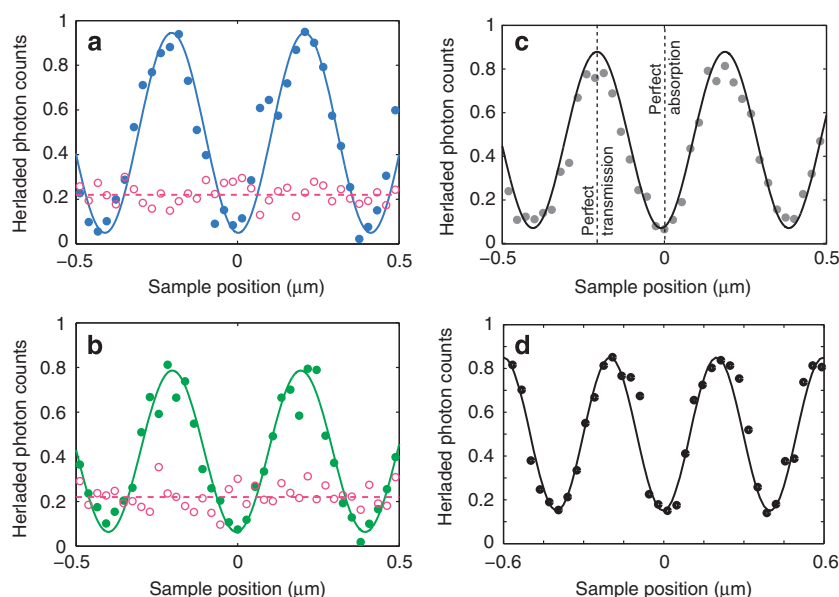 a
Herladed photon counts
1
0.8
0.6
0.4
0.2
0
−0.5
0
0.5
Sample position (μm)
c
Herladed photon counts
1
0.8
0.6
0.4
0.2
0
Perfect
transmission
Perfect
absorption
−0.5
0
0.5
Sample position (μm)
b
Herladed photon counts
1
0.8
0.6
0.4
0.2
0
−0.5
0
0.5
Sample position (μm)
d
Herladed photon counts
1
0.8
0.6
0.4
0.2
0
−0.6
0
0.6
Sample position (μm)